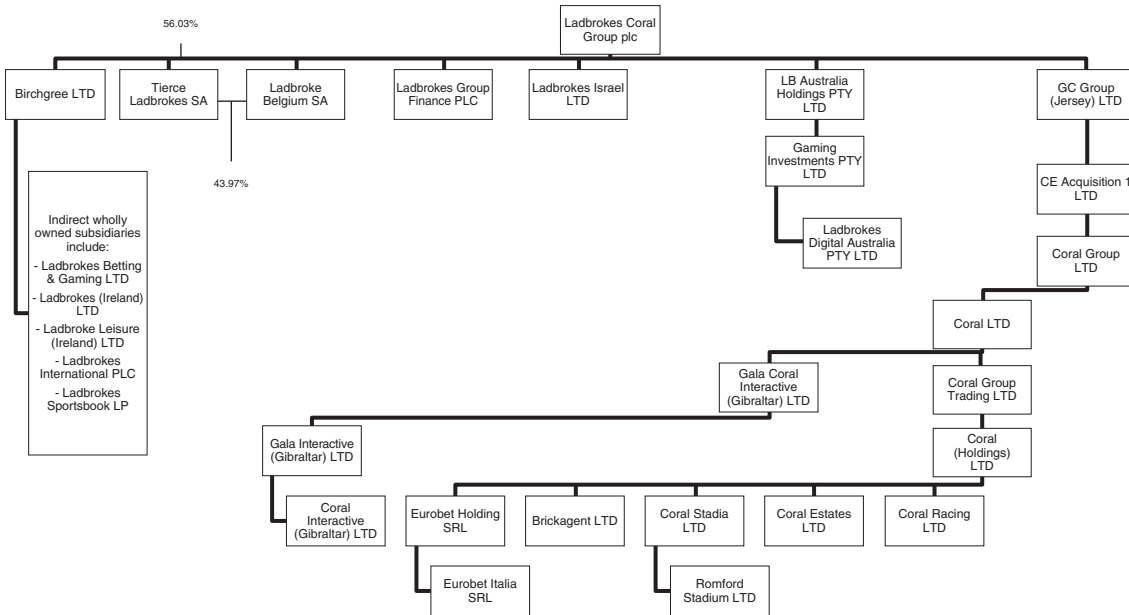 Ladbrokes Coral
Group plc
56.03%
Birchgree LTD
Tierce
Ladbrokes SA
Ladbroke
Belgium SA
Ladbrokes Group
Finance PLC
Ladbrokes Israel
LTD
LB Australia
Holdings PTY
LTD
GC Group
(Jersey) LTD
43.97%
Gaming
Investments PTY
LTD
CE Acquisition 1
LTD
Ladbrokes
Digital Australia
PTY LTD
Coral Group
LTD
Indirect wholly
owned subsidiaries
include:
- Ladbrokes Betting
& Gaming LTD
- Ladbrokes (Ireland)
LTD
- Ladbroke Leisure
(Ireland) LTD
- Ladbrokes
International PLC
- Ladbrokes
Sportsbook LP
Coral LTD
Gala Coral
Interactive
(Gibraltar) LTD
Coral Group
Trading LTD
Gala Interactive
(Gibraltar) LTD
Coral
(Holdings)
LTD
Coral
Interactive
(Gibraltar) LTD
Eurobet Holding
SRL
Brickagent LTD
Coral Stadia
LTD
Coral Estates
LTD
Coral Racing
LTD
Eurobet Italia
SRL
Romford
Stadium LTD